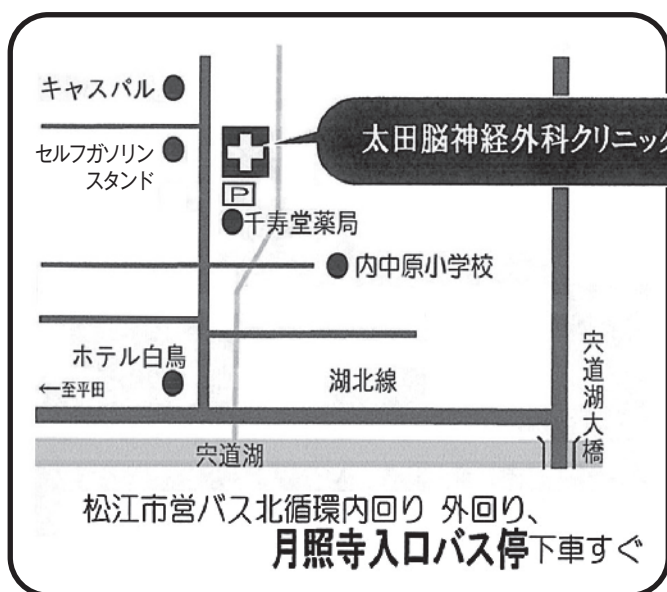 キャスパル
太田脳神経外科クリニック
セルフガソリン
スタンド
P
千寿堂薬局
内中原小学校
ホテル白鳥
←至平田
湖北線
宍道湖大橋
宍道湖
松江市営バス北循環内回り 外回り、
月照寺入口バス停下車すぐ